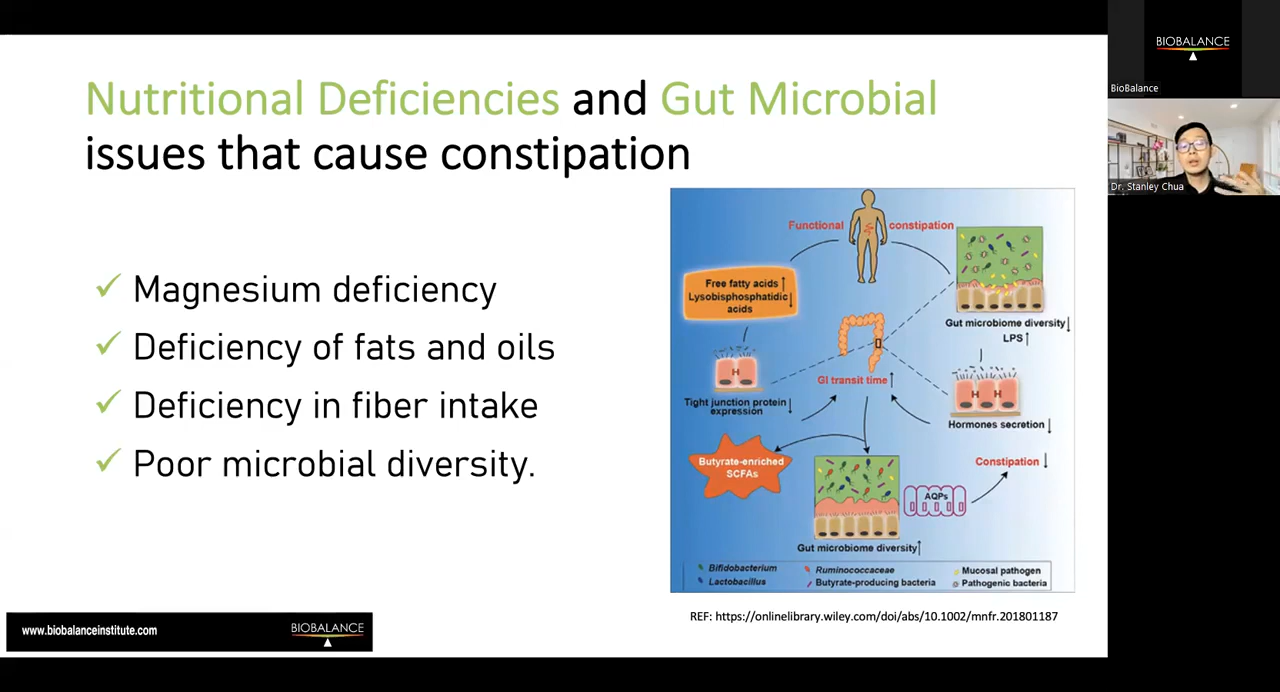 Nutritional Deficiencies and Gut Microbial
issues that cause constipation
Magnesium deficiency
Deficiency of fats and oils
Deficiency in fiber intake
Poor microbial diversity.
Functional constipation
Free fatty acids↑
Lysobisphosphatidic↓
acids
Gut microbiome diversity↓
LPS↑
H
GI transit time↑
H H
Tight junction protein↓
expression
Hormones secretion↓
Butyrate-enriched
SCFAs
Constipation↓
AQPs
Gut microbiome diversity↑
Bifidobacterium
Ruminococcaceae
Mucosal pathogen
Lactobacillus
Butyrate-producing bacteria
Pathogenic bacteria
REF: https://onlinelibrary.wiley.com/doi/abs/10.1002/mnfr.201801187
www.biobalanceinstitute.com
BIOBALANCE
BIOBALANCE
BioBalance
Dr. Stanley Chua